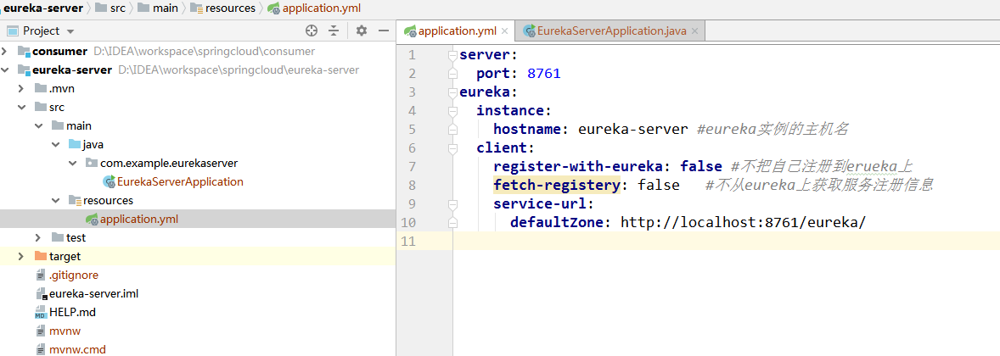 eureka-server > src > main > resources > application.yml
Project
application.yml × EurekaServerApplication.java ×
consumer D:\IDEA\workspace\springcloud\consumer
eureka-server D:\IDEA\workspace\springcloud\eureka-server
.mvn
src
main
java
com.example.eurekaserver
EurekaServerApplication
resources
application.yml
test
target
.gitignore
eureka-server.iml
HELP.md
mvnw
mvnw.cmd
1 server:
2 port: 8761
3 eureka:
4 instance:
5 hostname: eureka-server #eureka实例的主机名
6 client:
7 register-with-eureka: false #不把自己注册到erueka上
8 fetch-registery: false #不从eureka上获取服务注册信息
9 service-url:
10 defaultZone: http://localhost:8761/eureka/
11